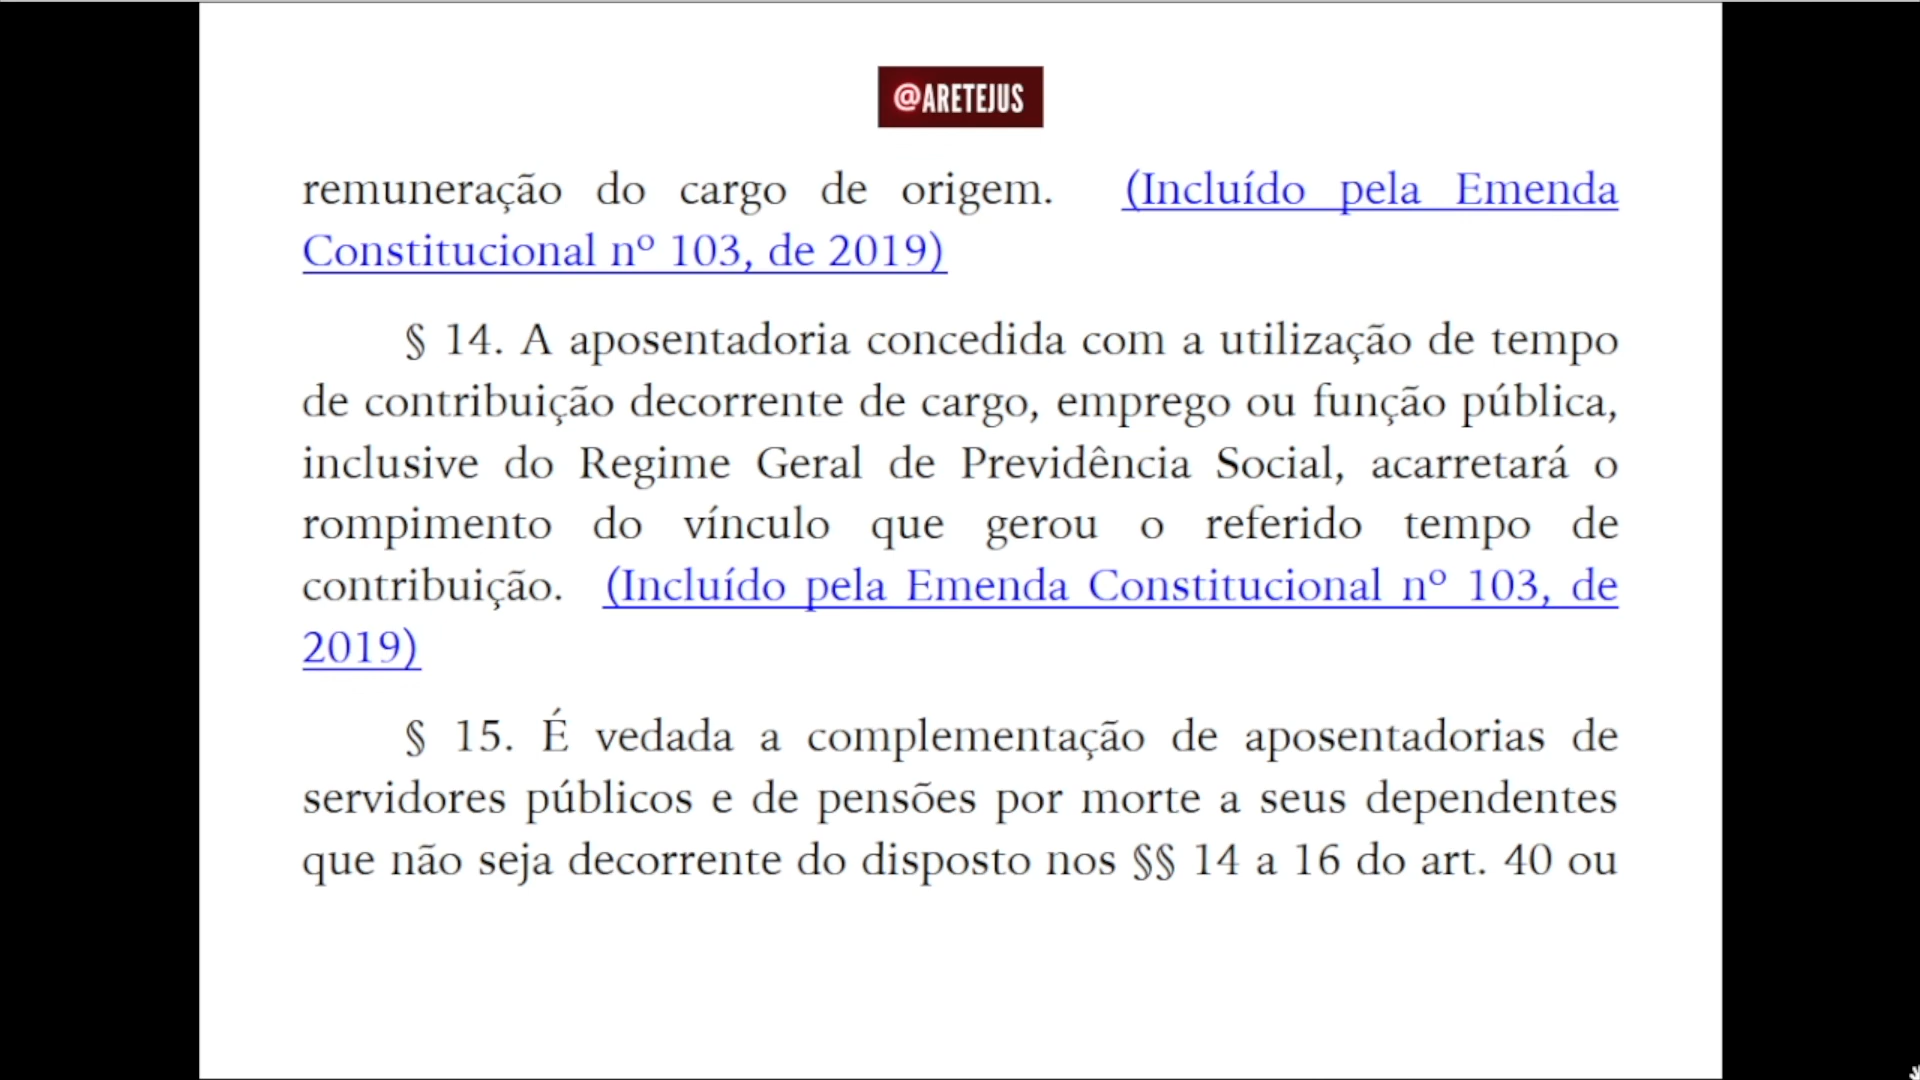 @ARETEJUS
remuneração do cargo de origem. (Incluído pela Emenda
Constitucional nº 103, de 2019)
§ 14. A aposentadoria concedida com a utilização de tempo
de contribuição decorrente de cargo, emprego ou função pública,
inclusive do Regime Geral de Previdência Social, acarretará o
rompimento do vínculo que gerou o referido tempo de
contribuição. (Incluído pela Emenda Constitucional nº 103, de
2019)
§ 15. É vedada a complementação de aposentadorias de
servidores públicos e de pensões por morte a seus dependentes
que não seja decorrente do disposto nos §§ 14 a 16 do art. 40 ou